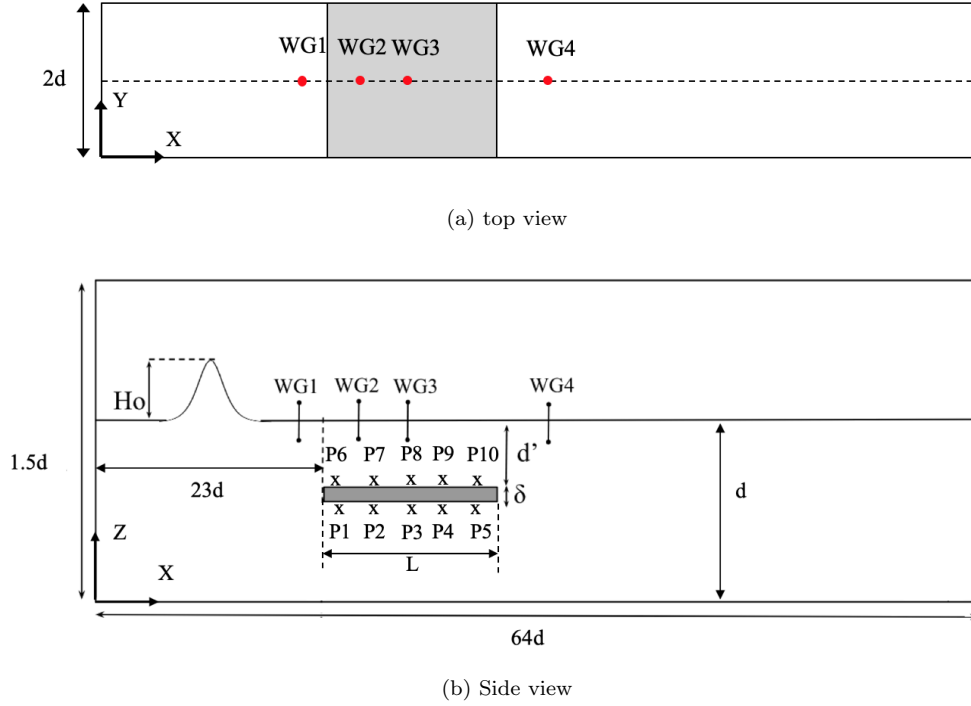 WG1 WG2 WG3 WG4
2d
Y
X
(a) top view
Ho
WG1 WG2 WG3 WG4
P6 P7 P8 P9 P10 d'
1.5d
23d
δ
d
P1 P2 P3 P4 P5
x x x x x
x x x x x
Z
L
X
64d
(b) Side view